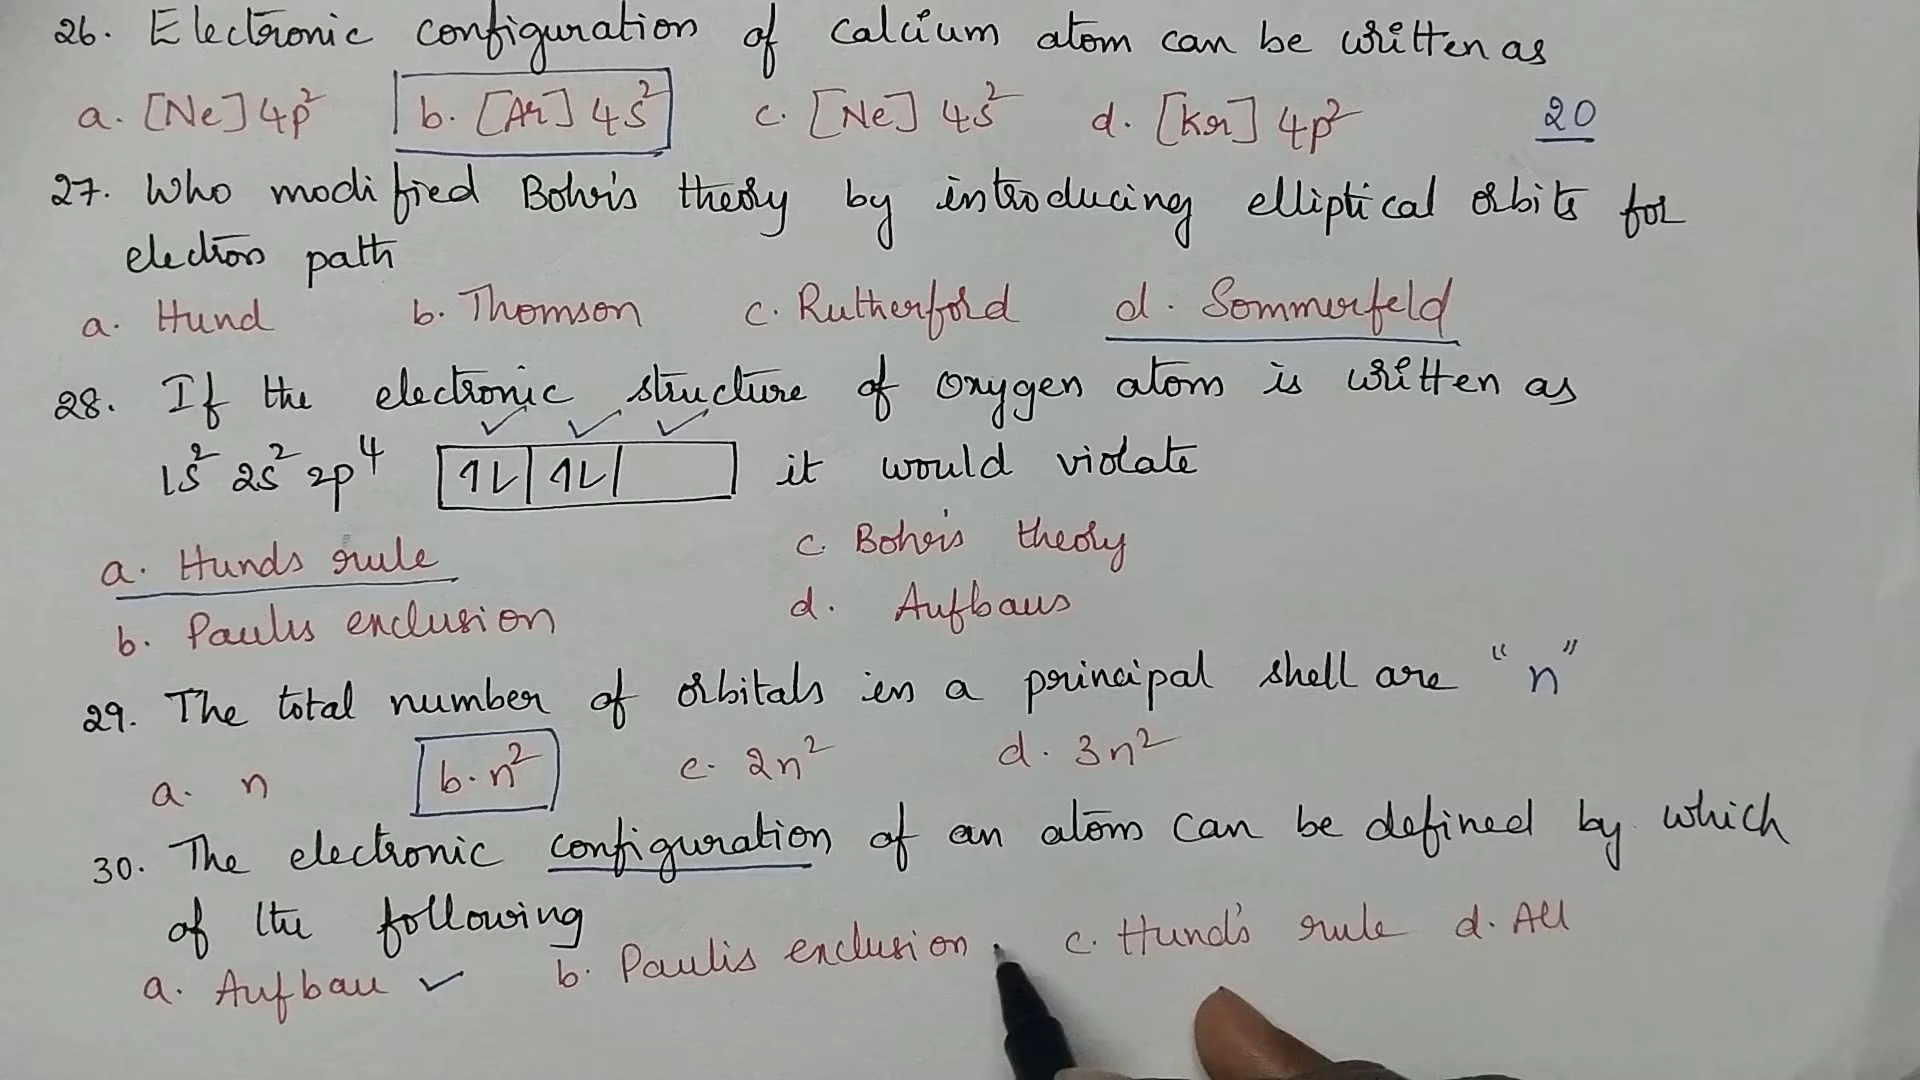 26. Electronic configuration of calcium atom can be written as
a. [Ne] 4p² b. [Ar] 4s² c. [Ne] 4s² d. [Kr] 4p² 20
27. Who modified Bohr's theory by introducing elliptical orbits for
electron path
a. Hund b. Thomson c. Rutherford d. Sommerfeld
28. If the electronic structure of oxygen atom is written as
1s² 2s² 2p⁴ 1L 1L it would violate
a. Hunds rule c. Bohr's theory
b. Paulis exclusion d. Aufbaus
29. The total number of orbitals in a principal shell are "n"
a. n b. n² c. 2n² d. 3n²
30. The electronic configuration of an atom can be defined by which
of the following
a. Aufbau ✓ b. Paulis exclusion c. Hund's rule d. All